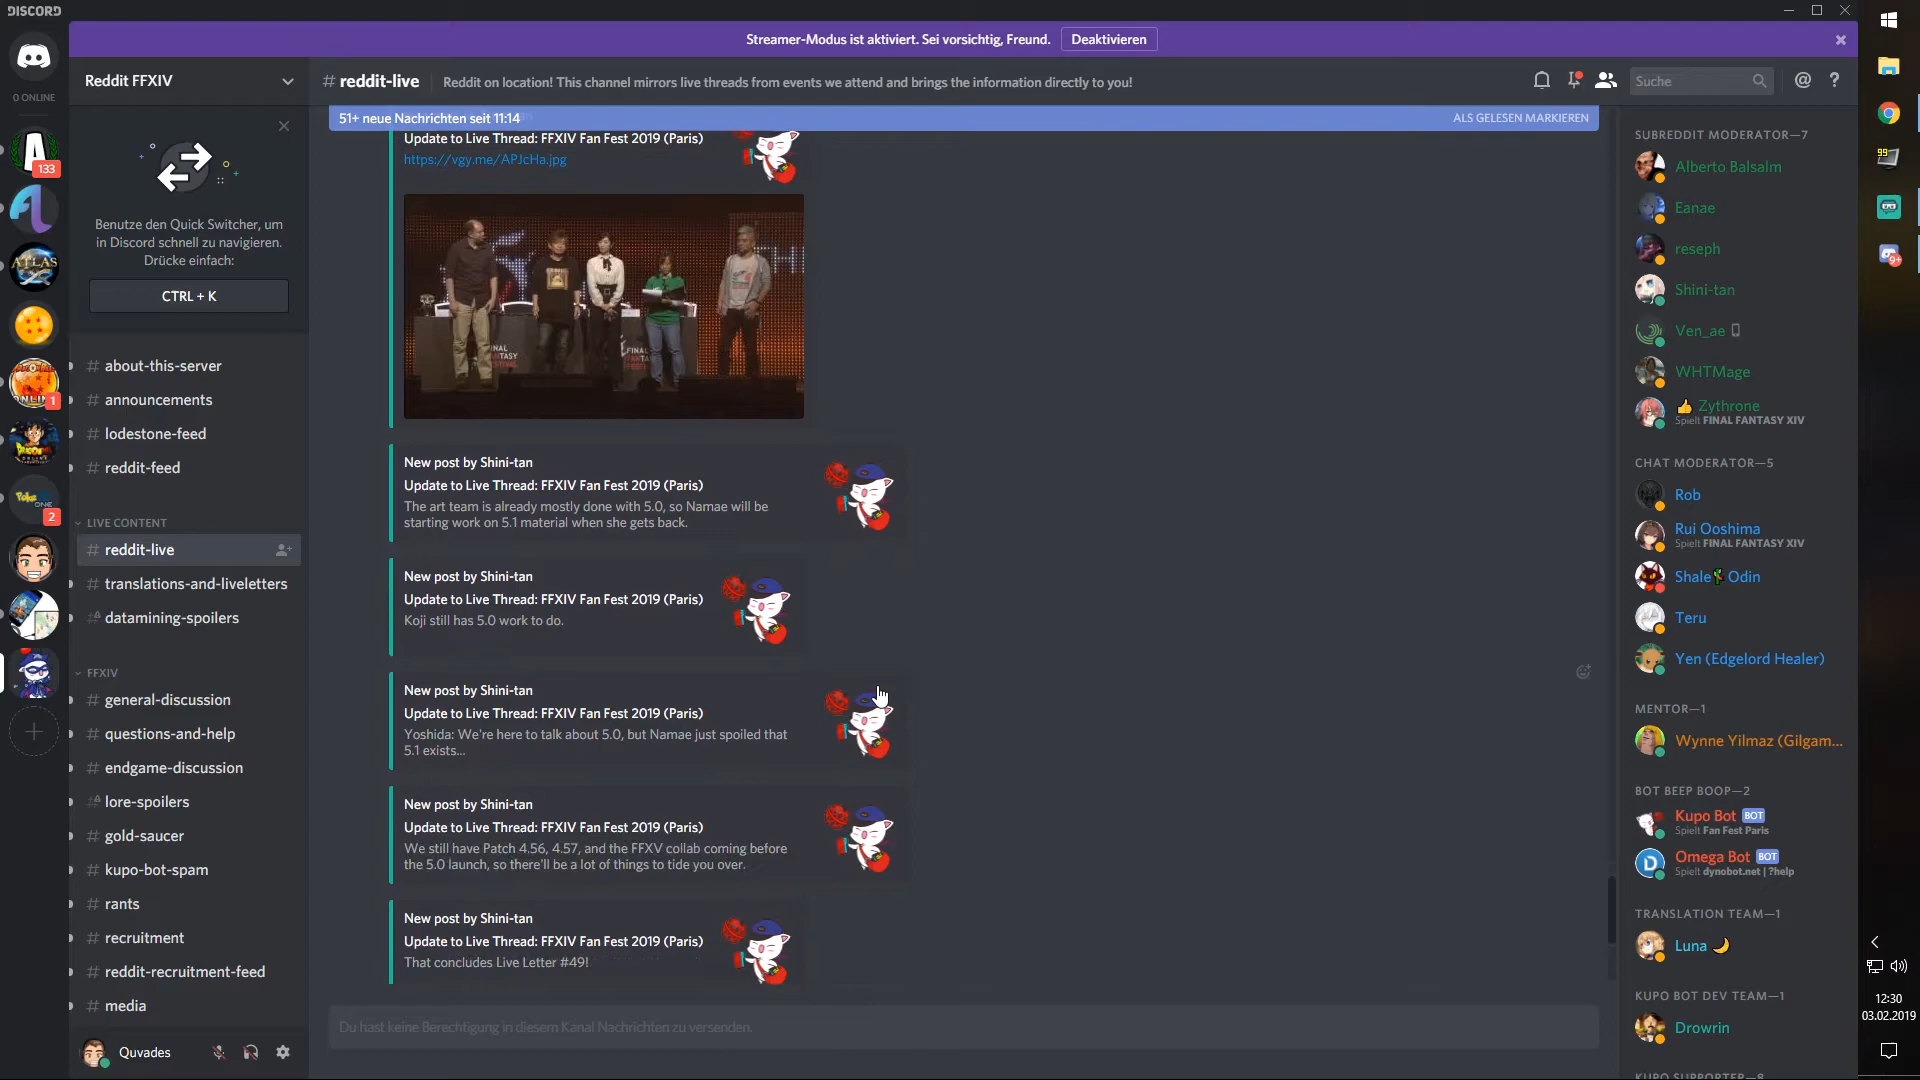 DISCORD
Streamer-Modus ist aktiviert. Sei vorsichtig, Freund.
Deaktivieren
0 ONLINE
133
1
2
Reddit FFXIV
Benutze den Quick Switcher, um
in Discord schnell zu navigieren.
Drücke einfach:
CTRL + K
# about-this-server
# announcements
# lodestone-feed
# reddit-feed
LIVE CONTENT
# reddit-live
# translations-and-liveletters
# datamining-spoilers
FFXIV
# general-discussion
# questions-and-help
# endgame-discussion
# lore-spoilers
# gold-saucer
# kupo-bot-spam
# rants
# recruitment
# reddit-recruitment-feed
# media
Quvades
# reddit-live
Reddit on location! This channel mirrors live threads from events we attend and brings the information directly to you!
Suche
@
?
51+ neue Nachrichten seit 11:14
ALS GELESEN MARKIEREN
Update to Live Thread: FFXIV Fan Fest 2019 (Paris)
https://vgy.me/APJcHa.jpg
New post by Shini-tan
Update to Live Thread: FFXIV Fan Fest 2019 (Paris)
The art team is already mostly done with 5.0, so Namae will be
starting work on 5.1 material when she gets back.
New post by Shini-tan
Update to Live Thread: FFXIV Fan Fest 2019 (Paris)
Koji still has 5.0 work to do.
New post by Shini-tan
Update to Live Thread: FFXIV Fan Fest 2019 (Paris)
Yoshida: We're here to talk about 5.0, but Namae just spoiled that
5.1 exists...
New post by Shini-tan
Update to Live Thread: FFXIV Fan Fest 2019 (Paris)
We still have Patch 4.56, 4.57, and the FFXV collab coming before
the 5.0 launch, so there'll be a lot of things to tide you over.
New post by Shini-tan
Update to Live Thread: FFXIV Fan Fest 2019 (Paris)
That concludes Live Letter #49!
Du hast keine Berechtigung in diesem Kanal Nachrichten zu versenden.
SUBREDDIT MODERATOR—7
Alberto Balsalm
Eanae
reseph
Shini-tan
Ven_ae
WHTMage
Zythrone
Spielt FINAL FANTASY XIV
CHAT MODERATOR—5
Rob
Rui Ooshima
Spielt FINAL FANTASY XIV
Shale Odin
Teru
Yen (Edgelord Healer)
MENTOR—1
Wynne Yilmaz (Gilgam...
BOT BEEP BOOP—2
Kupo Bot BOT
Spielt Fan Fest Paris
Omega Bot BOT
Spielt dynobot.net | ?help
TRANSLATION TEAM—1
Luna
KUPO BOT DEV TEAM—1
Drowrin
KUPO SUPPORTER—8
99
9+
12:30
03.02.2019